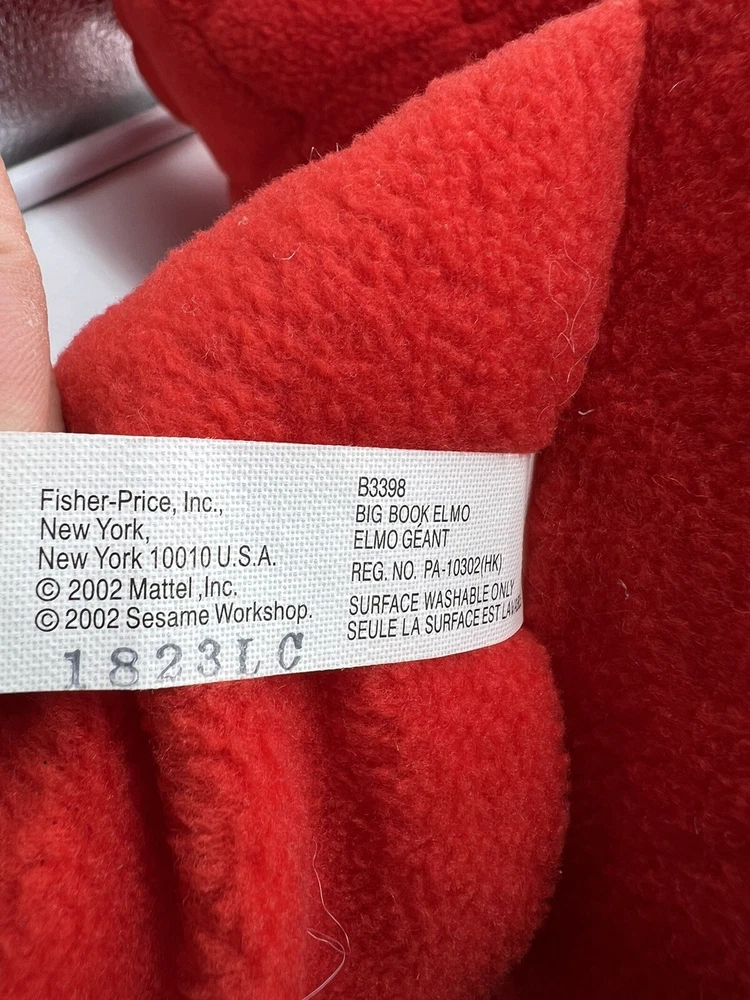 Fisher-Price, Inc.,
New York,
New York 10010 U.S.A.
© 2002 Mattel ,Inc.
© 2002 Sesame Workshop.
1823LC
B3398
BIG BOOK ELMO
ELMO GÉANT
REG. NO. PA-10302(HK)
SURFACE WASHABLE ONLY
SEULE LA SURFACE EST